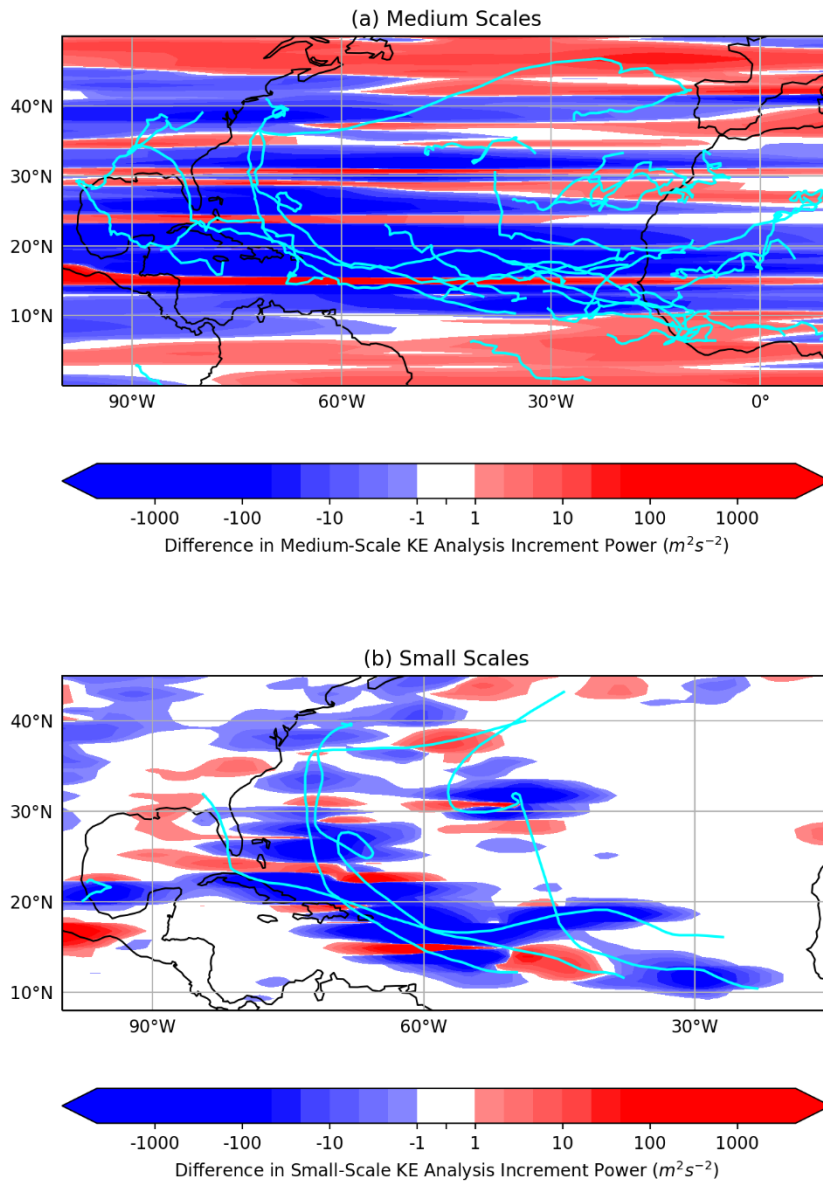 (a) Medium Scales
40°N
30°N
20°N
10°N
90°W 60°W 30°W 0°
-1000 -100 -10 -1 1 10 100 1000
Difference in Medium-Scale KE Analysis Increment Power (m²s⁻²)
(b) Small Scales
40°N
30°N
20°N
10°N
90°W 60°W 30°W
-1000 -100 -10 -1 1 10 100 1000
Difference in Small-Scale KE Analysis Increment Power (m²s⁻²)